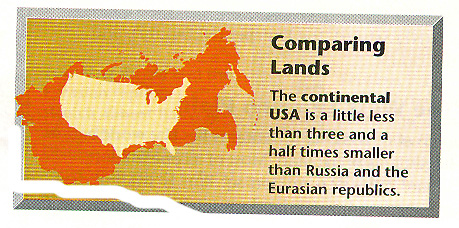 Comparing
Lands
The continental
USA is a little less
than three and a
half times smaller
than Russia and the
Eurasian republics.